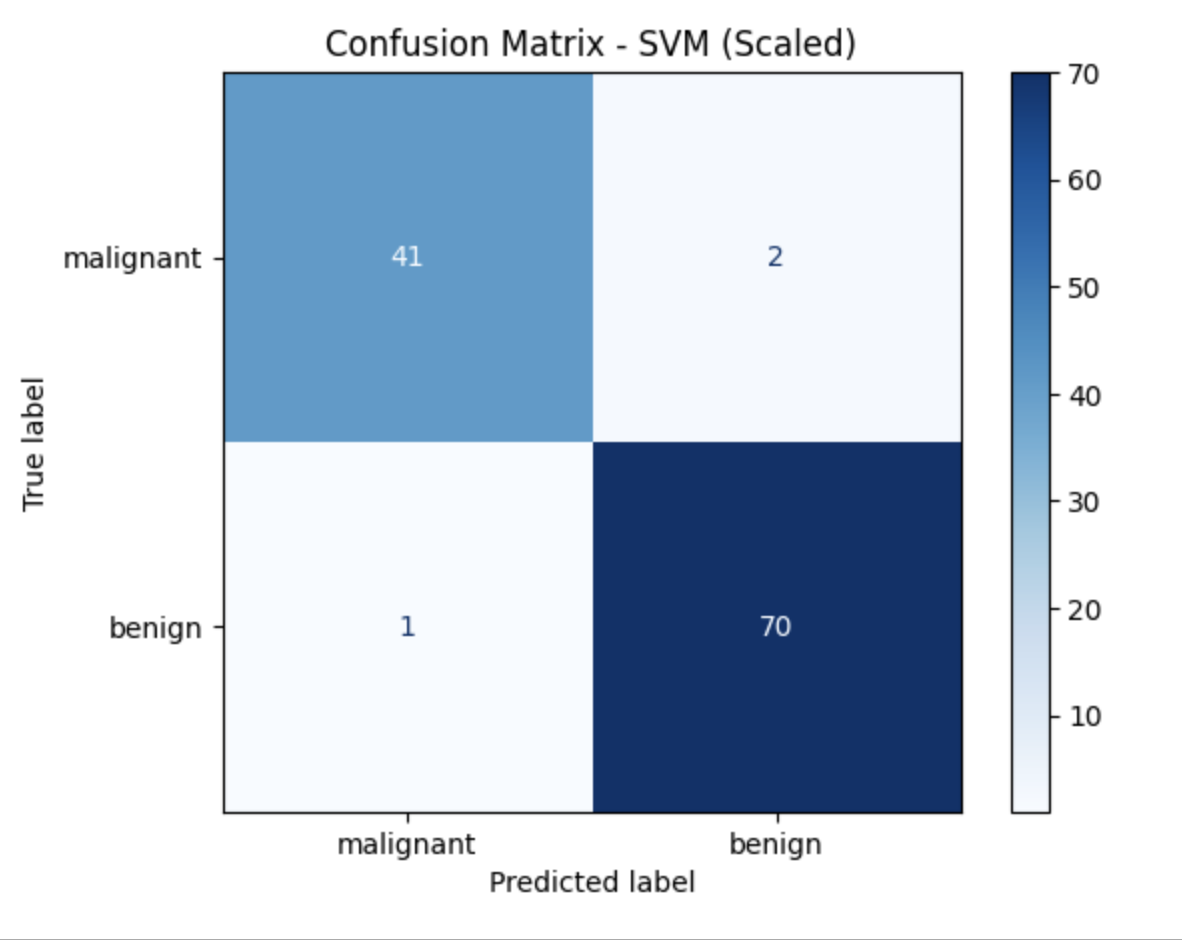 Confusion Matrix - SVM (Scaled)
malignant
41
2
benign
1
70
True label
malignant
benign
Predicted label
70
60
50
40
30
20
10